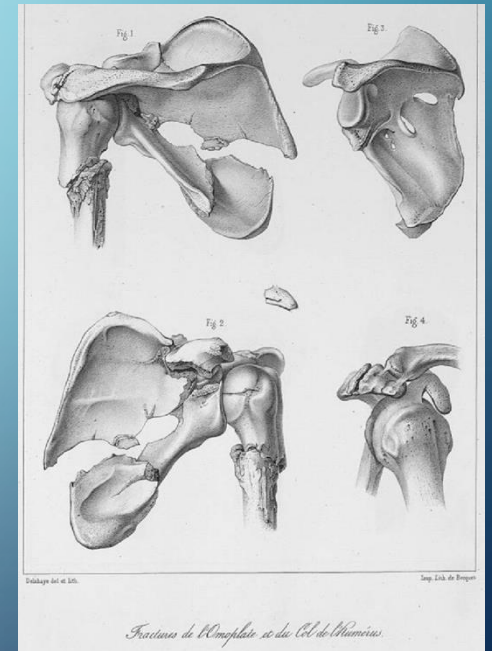 Fig. 1
Fig. 3.
Fig. 2.
Fig. 4.
Delahaye del et lith.
Imp. Lith. de Becquet
Fractures de l'Omoplate et du Col de l'Humérus.